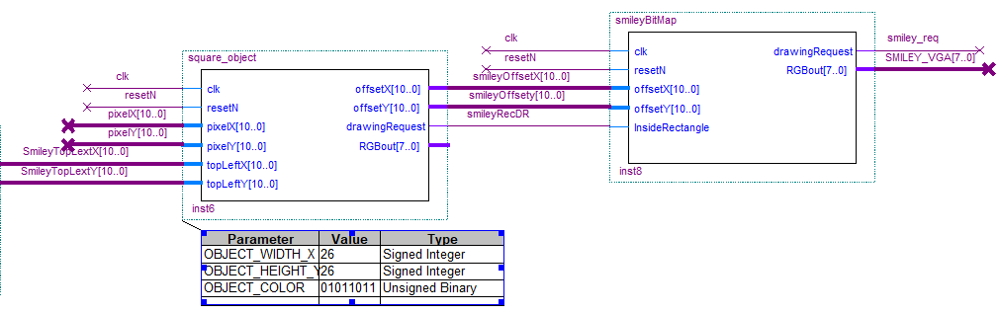 smileyBitMap
clk
smiley_req
clk
drawingRequest
square_object
resetN
SMILEY_VGA[7..0]
resetN
RGBout[7..0]
clk
smileyOffsetX[10..0]
clk
offsetX[10..0]
offsetX[10..0]
resetN
smileyOffsety[10..0]
resetN
offsetY[10..0]
offsetY[10..0]
pixelX[10..0]
smileyRecDR
pixelX[10..0]
drawingRequest
InsideRectangle
pixelY[10..0]
pixelY[10..0]
RGBout[7..0]
SmileyTopLextX[10..0]
topLeftX[10..0]
inst8
SmileyTopLextY[10..0]
topLeftY[10..0]
inst6
Parameter Value Type
OBJECT_WIDTH_X 26 Signed Integer
OBJECT_HEIGHT_Y 26 Signed Integer
OBJECT_COLOR 01011011 Unsigned Binary